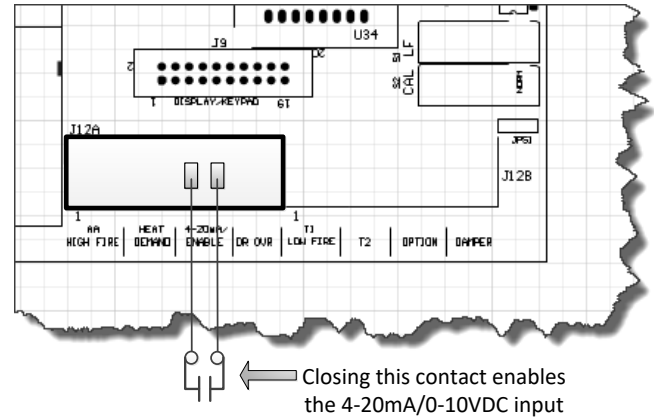 U34
J9
2
20
1
DISPLAY/KEYPAD
19
S1
LF
S2
CAL
JP51
J12A
J12B
1
1
AA
HIGH FIRE
HEAT
DEMAND
4-20mA/
ENABLE
DR OVR
T1
LOW FIRE
T2
OPTION
DAMPER
Closing this contact enables
the 4-20mA/0-10VDC input